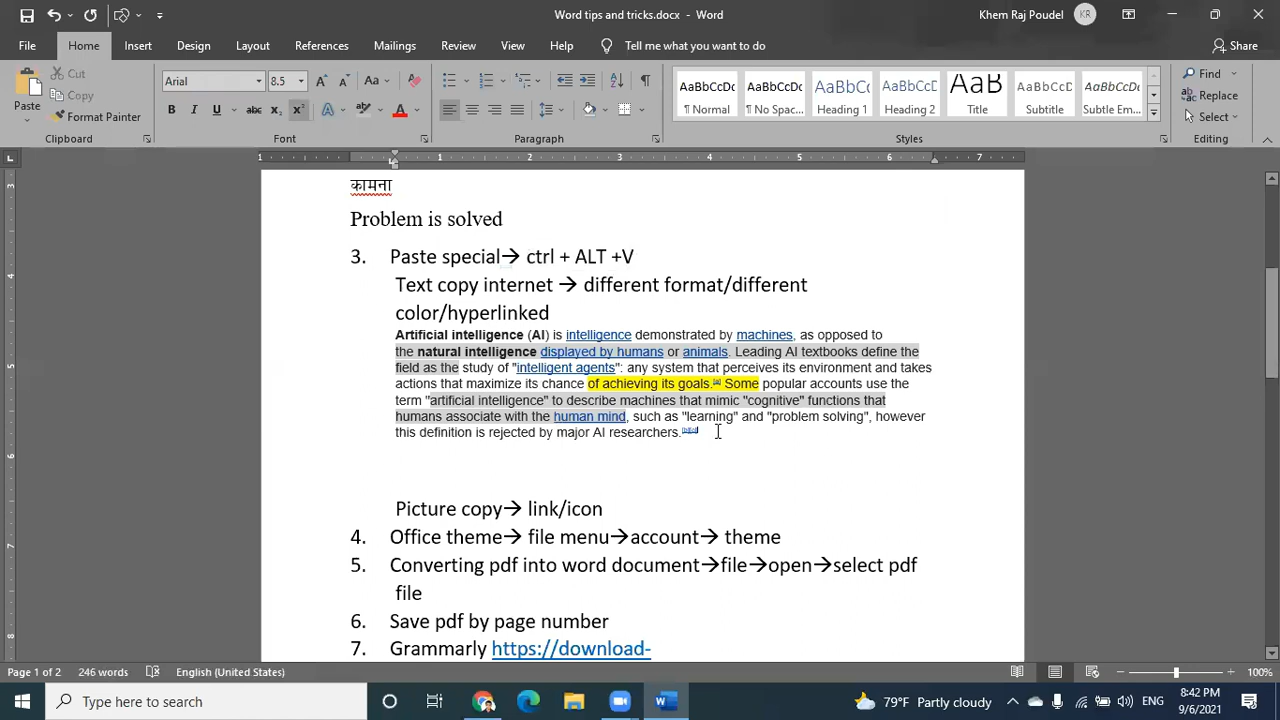 Word tips and tricks.docx - Word
Khem Raj Poudel KR
File Home Insert Design Layout References Mailings Review View Help Tell me what you want to do Share
Paste Cut Copy Format Painter
Clipboard
Arial 8.5
Font
Paragraph
AaBbCcDc AaBbCcDc AaBbCc AaBbCcD AaB AaBbCcD AaBbCcDc
¶ Normal ¶ No Spac... Heading 1 Heading 2 Title Subtitle Subtle Em...
Styles
Find Replace Select
Editing
1 1 2 3 4 5 6 7
कामना
Problem is solved
3. Paste special→ ctrl + ALT +V
Text copy internet → different format/different
color/hyperlinked
Artificial intelligence (AI) is intelligence demonstrated by machines, as opposed to
the natural intelligence displayed by humans or animals. Leading AI textbooks define the
field as the study of "intelligent agents": any system that perceives its environment and takes
actions that maximize its chance of achieving its goals.[a] Some popular accounts use the
term "artificial intelligence" to describe machines that mimic "cognitive" functions that
humans associate with the human mind, such as "learning" and "problem solving", however
this definition is rejected by major AI researchers.
Picture copy→ link/icon
4. Office theme→ file menu→account→ theme
5. Converting pdf into word document→file→open→select pdf
file
6. Save pdf by page number
7. Grammarly https://download-
Page 1 of 2 246 words English (United States) 100%
Type here to search
79°F Partly cloudy ENG 8:42 PM
9/6/2021